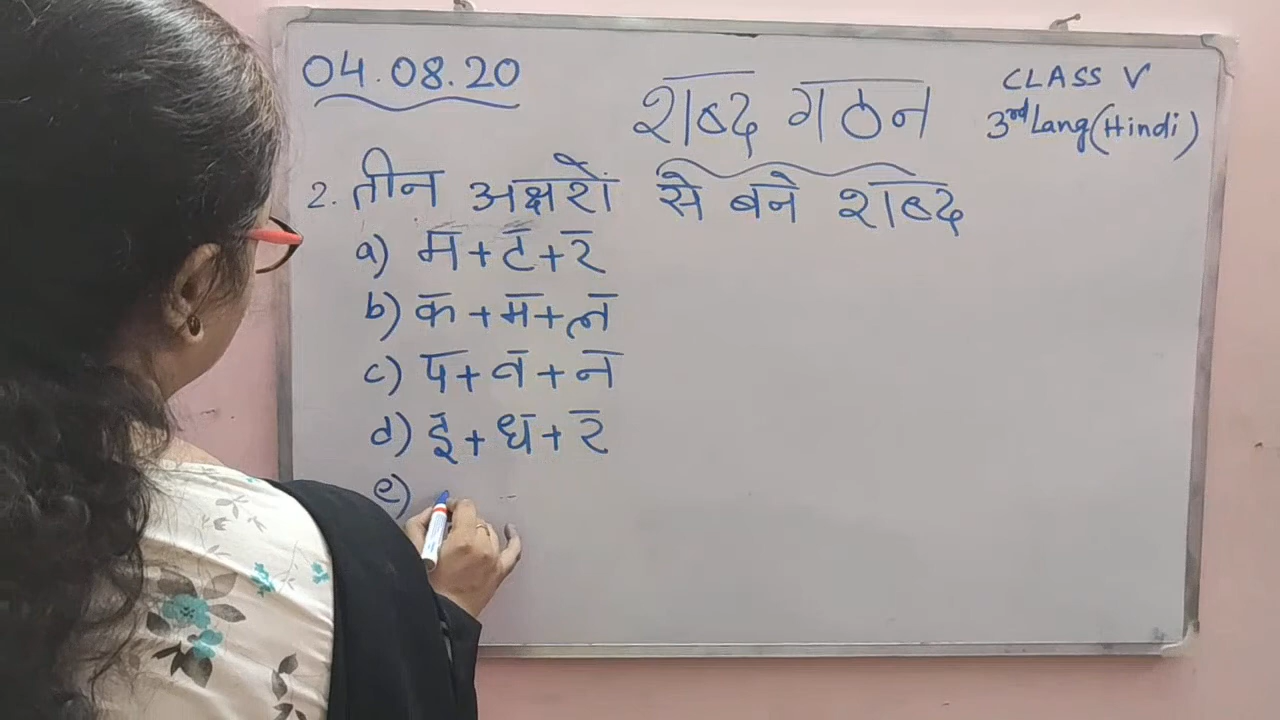 04.08.20
शब्द गठन
CLASS V
3rd Lang (Hindi)
2. तीन अक्षरों से बने शब्द
a) म+ट+र
b) क+म+ल
c) प+व+न
d) इ+ध+र
e)